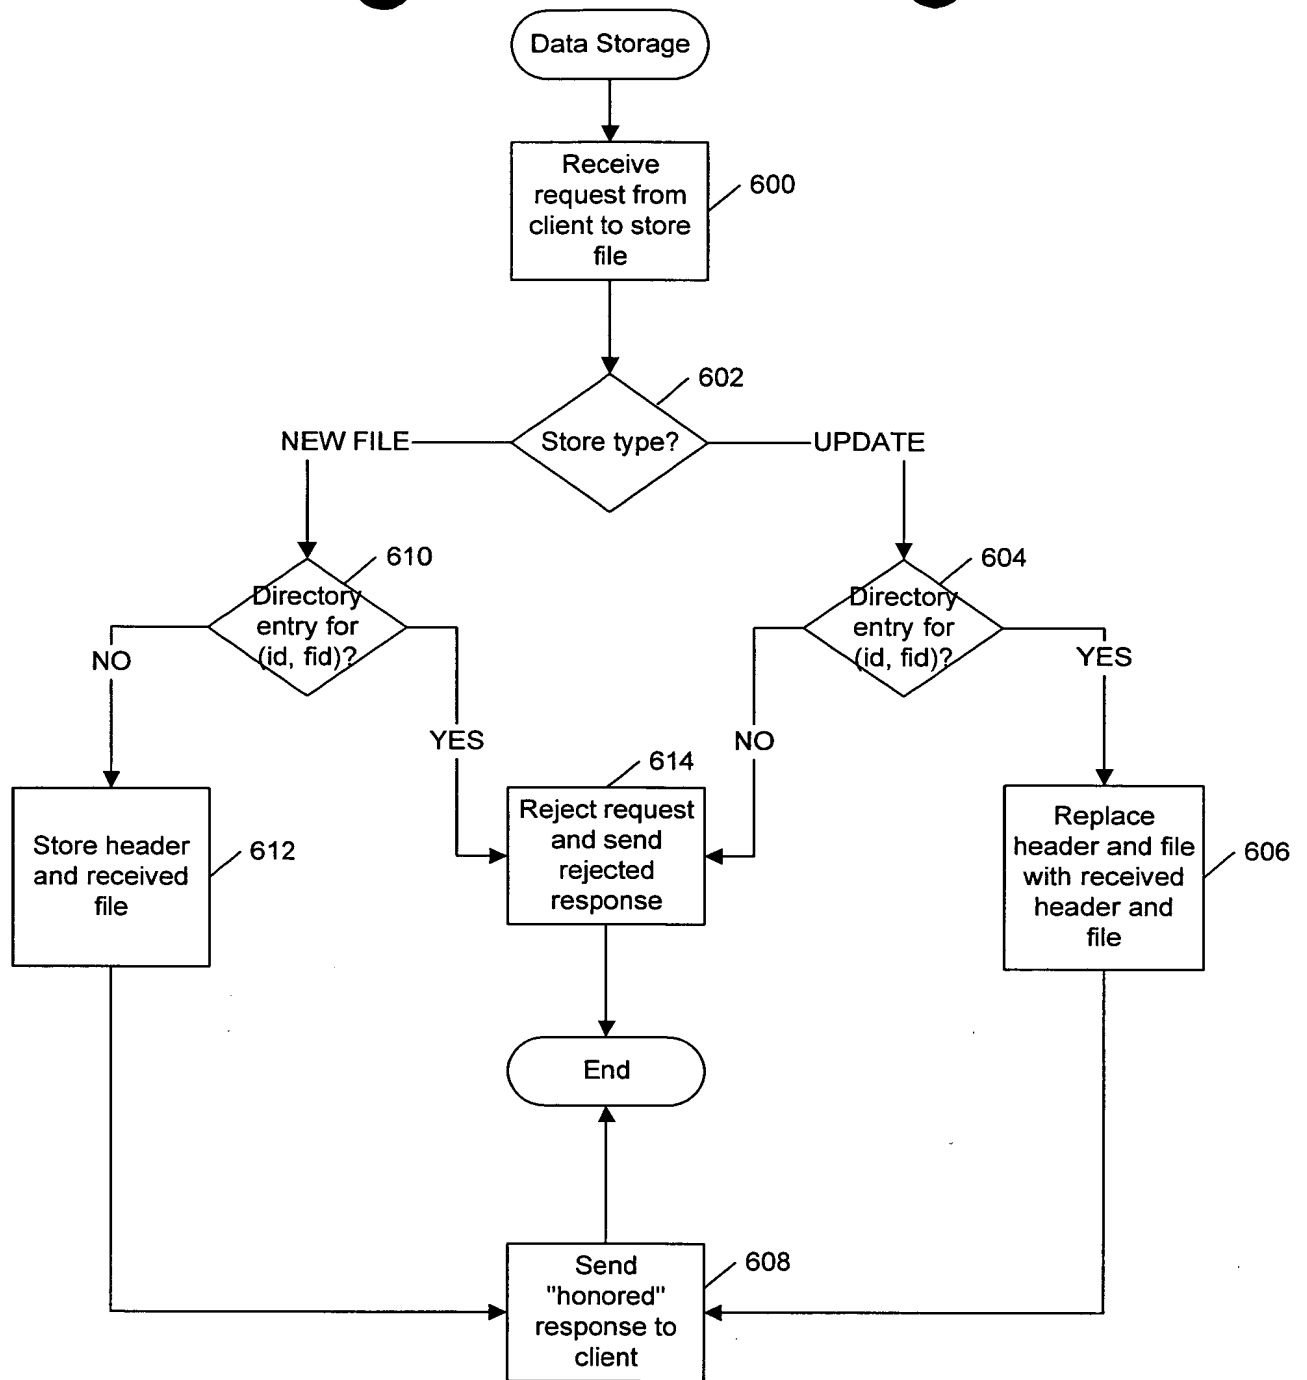 Data Storage
Receive
request from
client to store
file
600
602
Store type?
NEW FILE
UPDATE
610
Directory
entry for
(id, fid)?
604
Directory
entry for
(id, fid)?
NO
YES
NO
YES
614
Reject request
and send
rejected
response
Store header
and received
file
612
Replace
header and file
with received
header and
file
606
End
Send
"honored"
response to
client
608